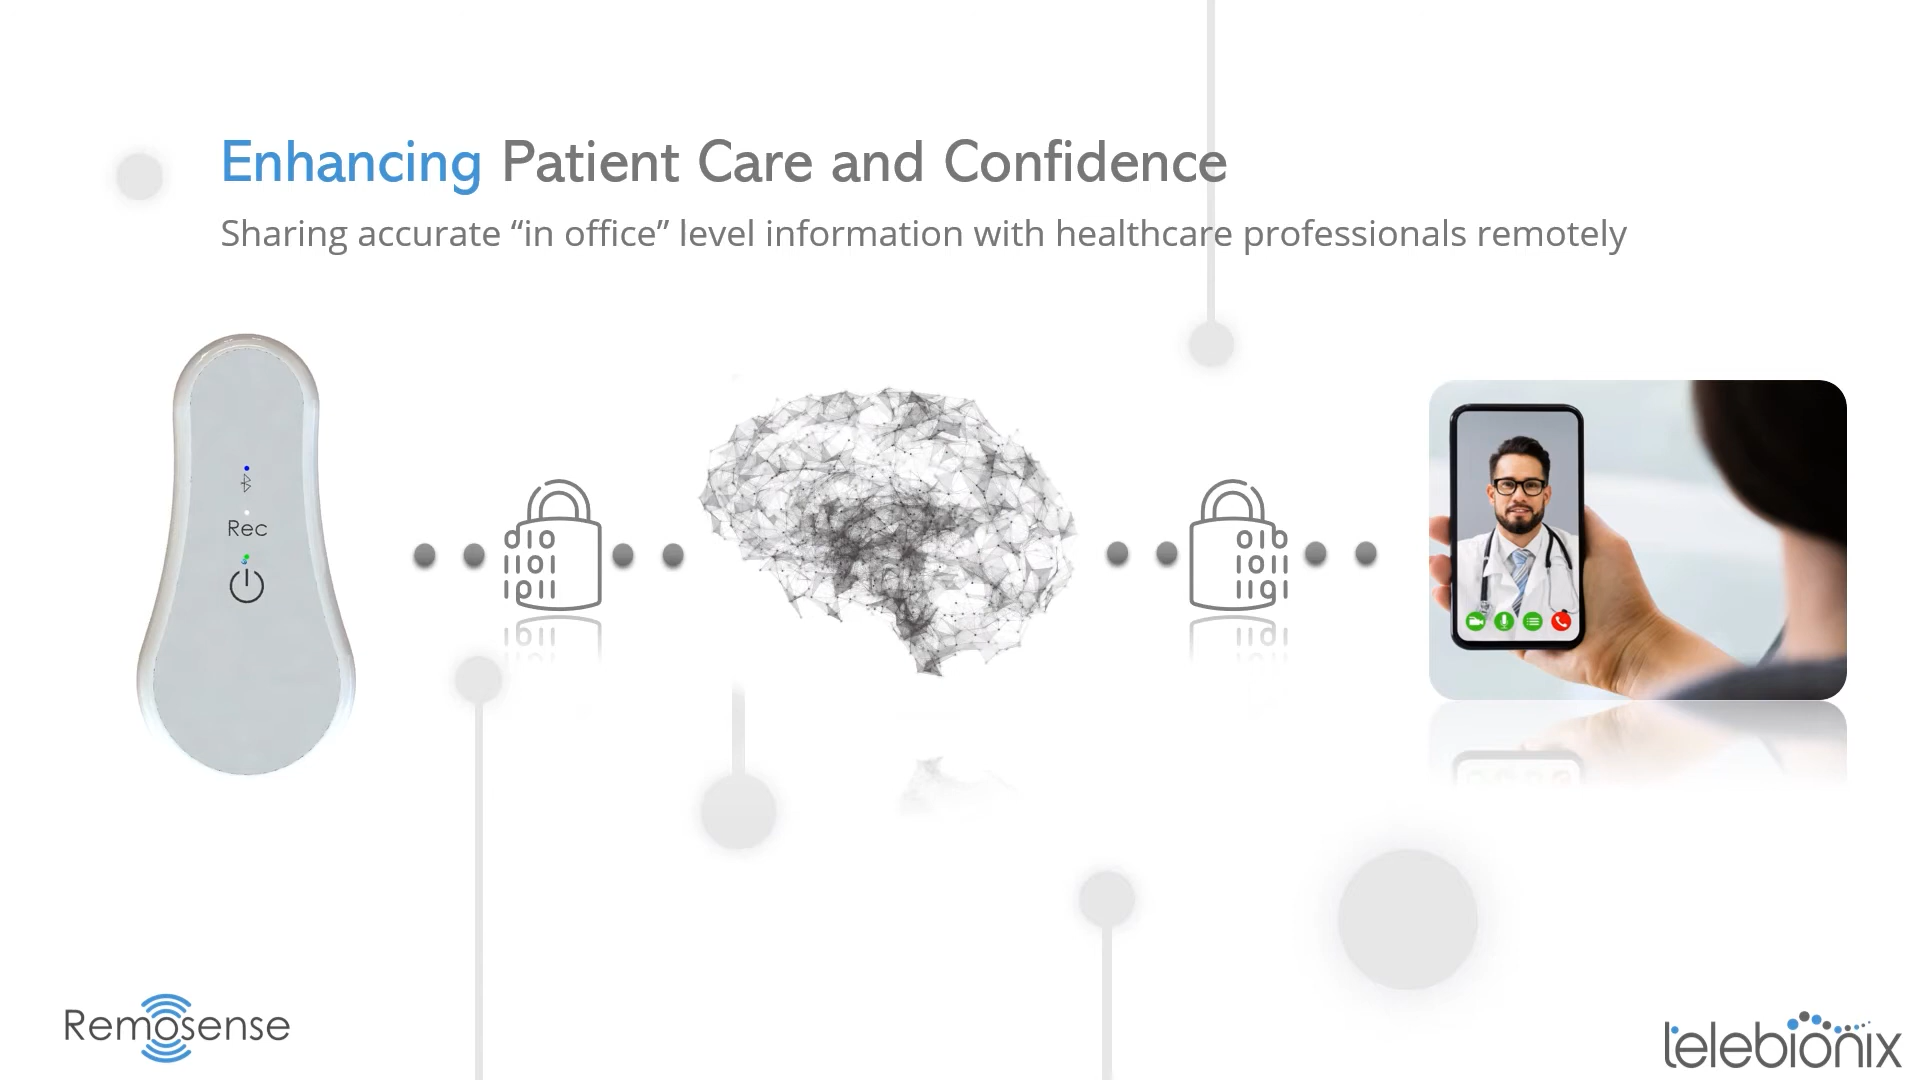 Enhancing Patient Care and Confidence
Sharing accurate “in office” level information with healthcare professionals remotely
Rec
010
1101
1011
010
1011
1101
Remosense
telebionix